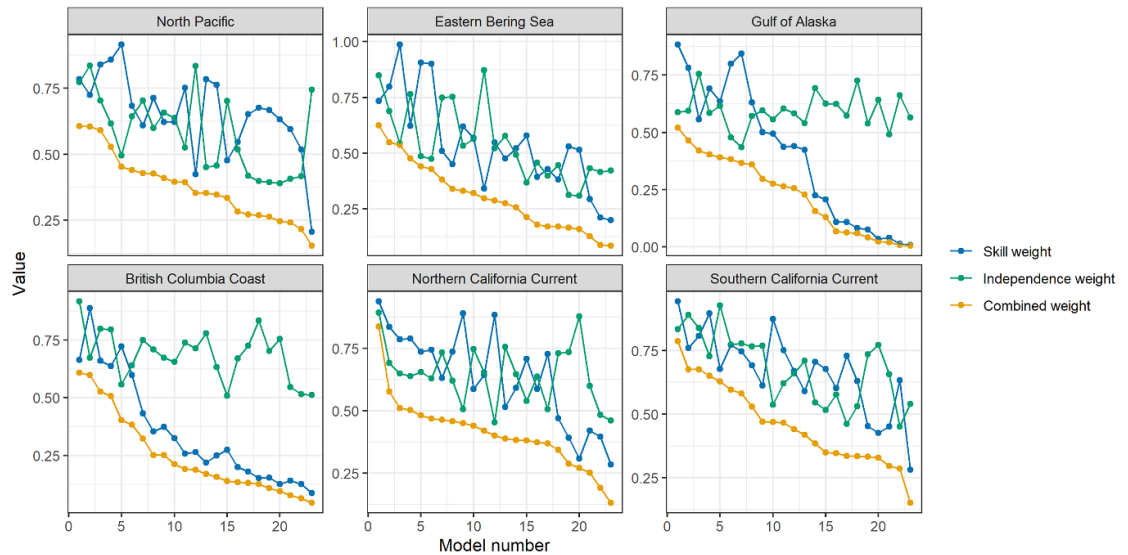 North Pacific
Eastern Bering Sea
Gulf of Alaska
0.75
0.50
0.25
1.00
0.75
0.50
0.25
0.75
0.50
0.25
0.00
British Columbia Coast
Northern California Current
Southern California Current
0.75
0.50
0.25
0.75
0.50
0.25
0.75
0.50
0.25
0 5 10 15 20
0 5 10 15 20
0 5 10 15 20
Value
Model number
Skill weight
Independence weight
Combined weight